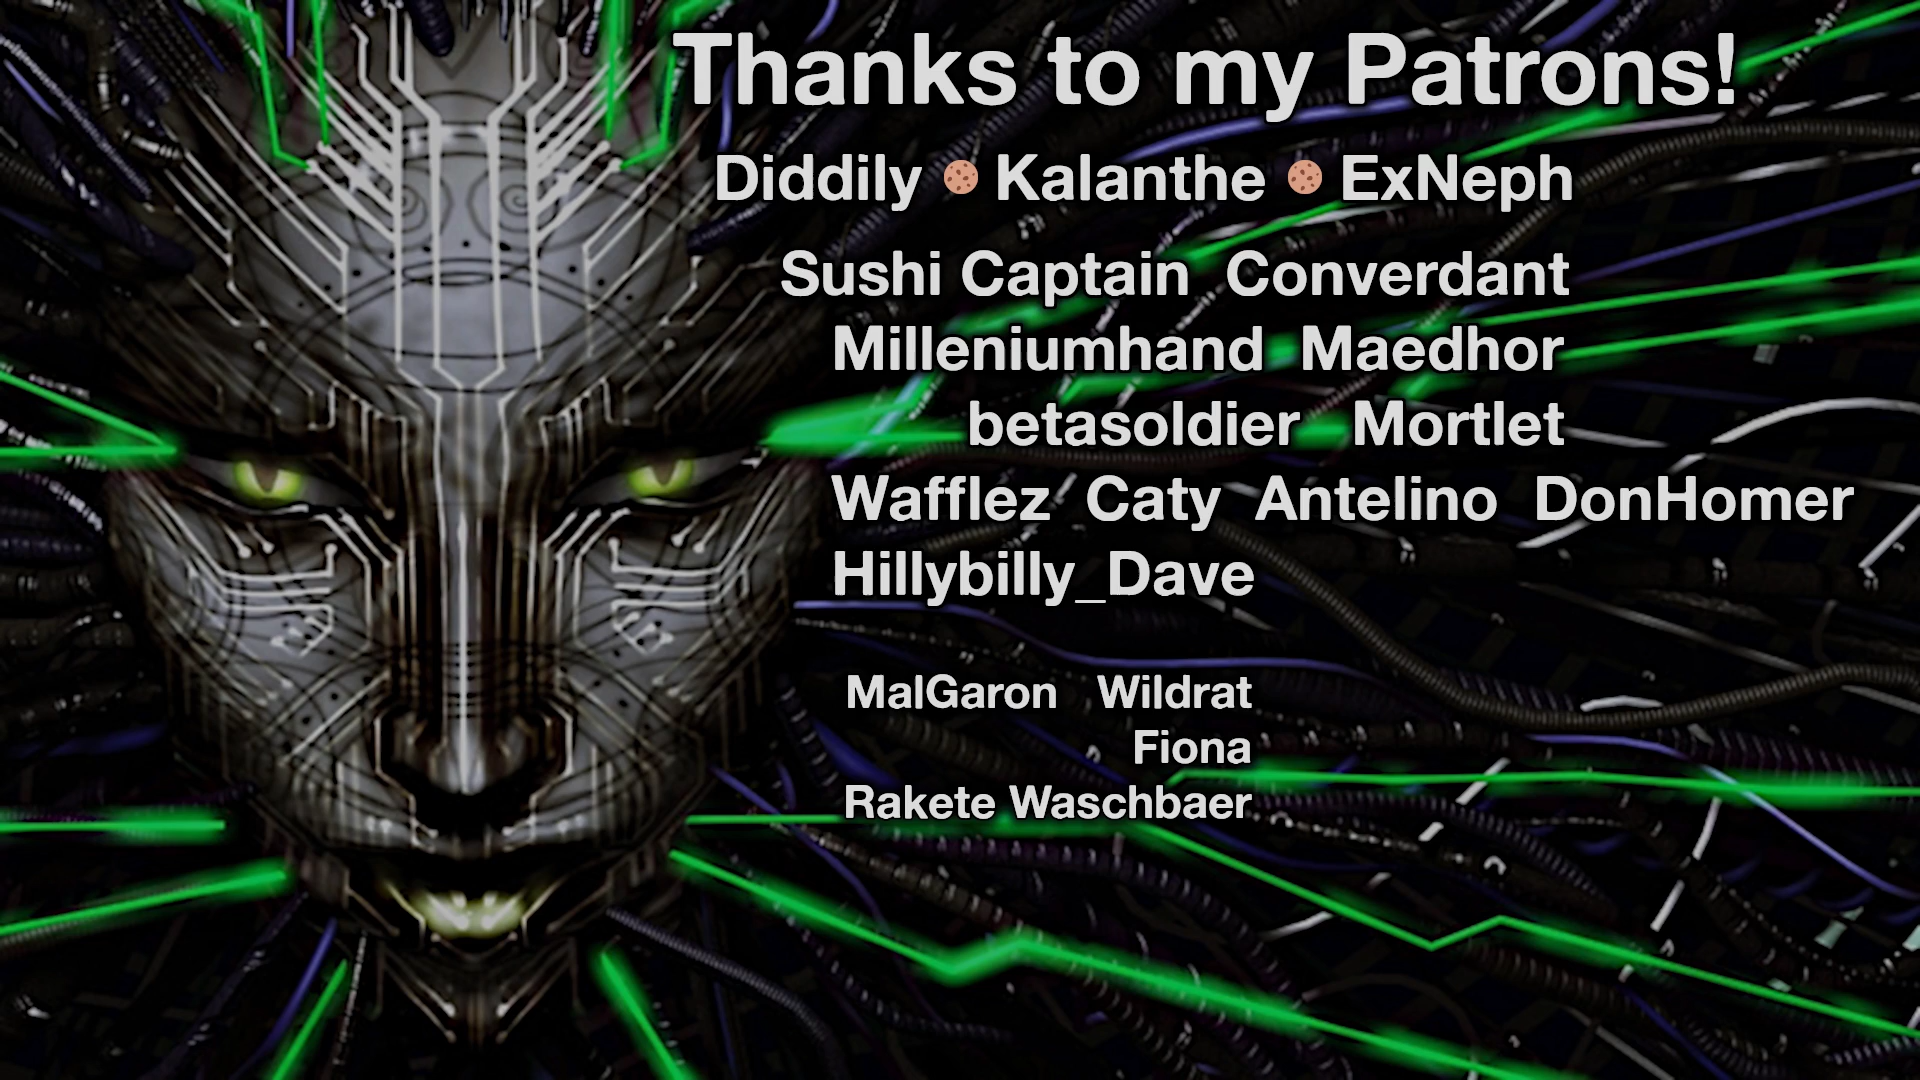 Thanks to my Patrons!
Diddily 🍪 Kalanthe 🍪 ExNeph
Sushi Captain Converdant
Milleniumhand Maedhor
betasoldier Mortlet
Wafflez Caty Antelino DonHomer
Hillybilly_Dave
MalGaron Wildrat
Fiona
Rakete Waschbaer